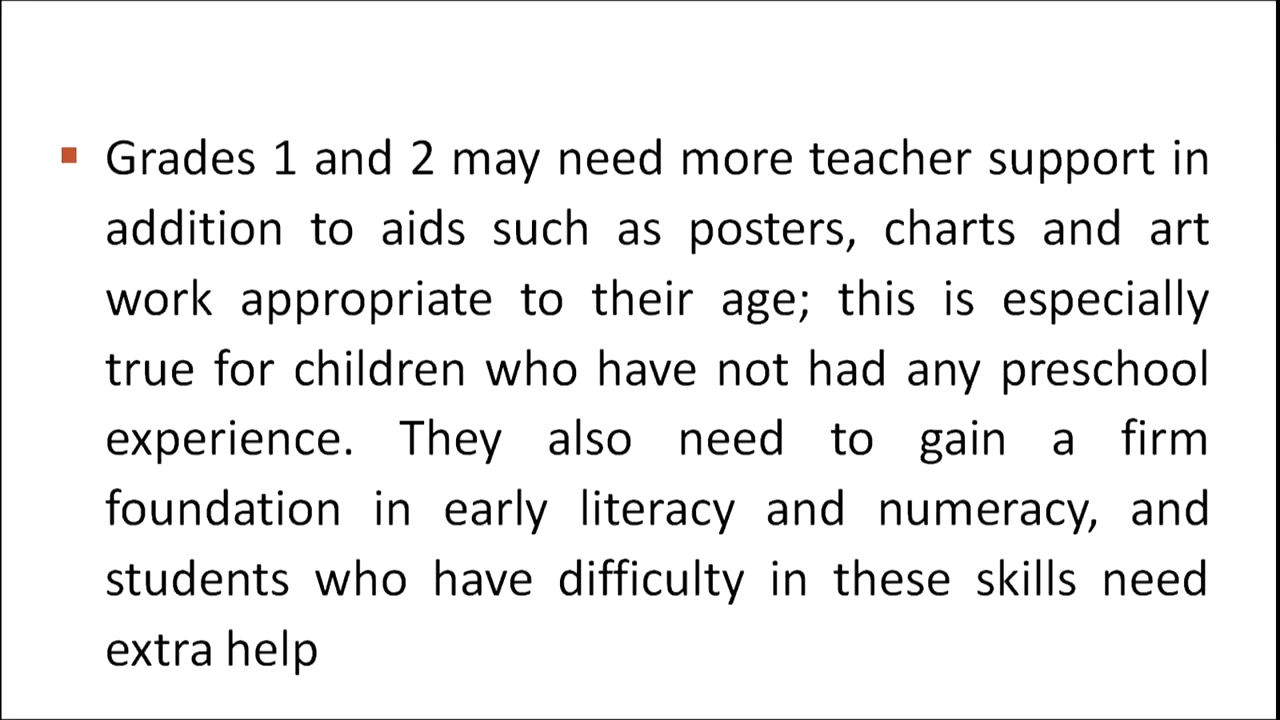 Grades 1 and 2 may need more teacher support in
addition to aids such as posters, charts and art
work appropriate to their age; this is especially
true for children who have not had any preschool
experience. They also need to gain a firm
foundation in early literacy and numeracy, and
students who have difficulty in these skills need
extra help